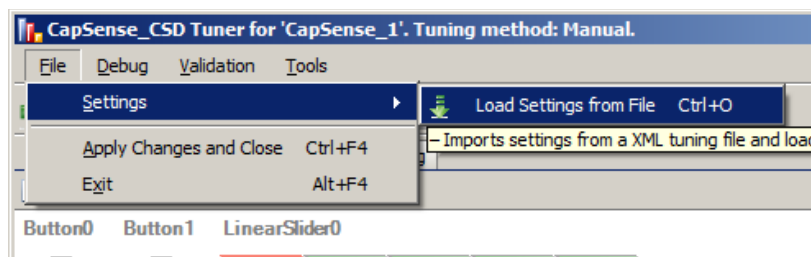 CapSense_CSD Tuner for 'CapSense_1'. Tuning method: Manual.
File Debug Validation Tools
Settings Load Settings from File Ctrl+O
– Imports settings from a XML tuning file and load
Apply Changes and Close Ctrl+F4
Exit Alt+F4
Button0 Button1 LinearSlider0